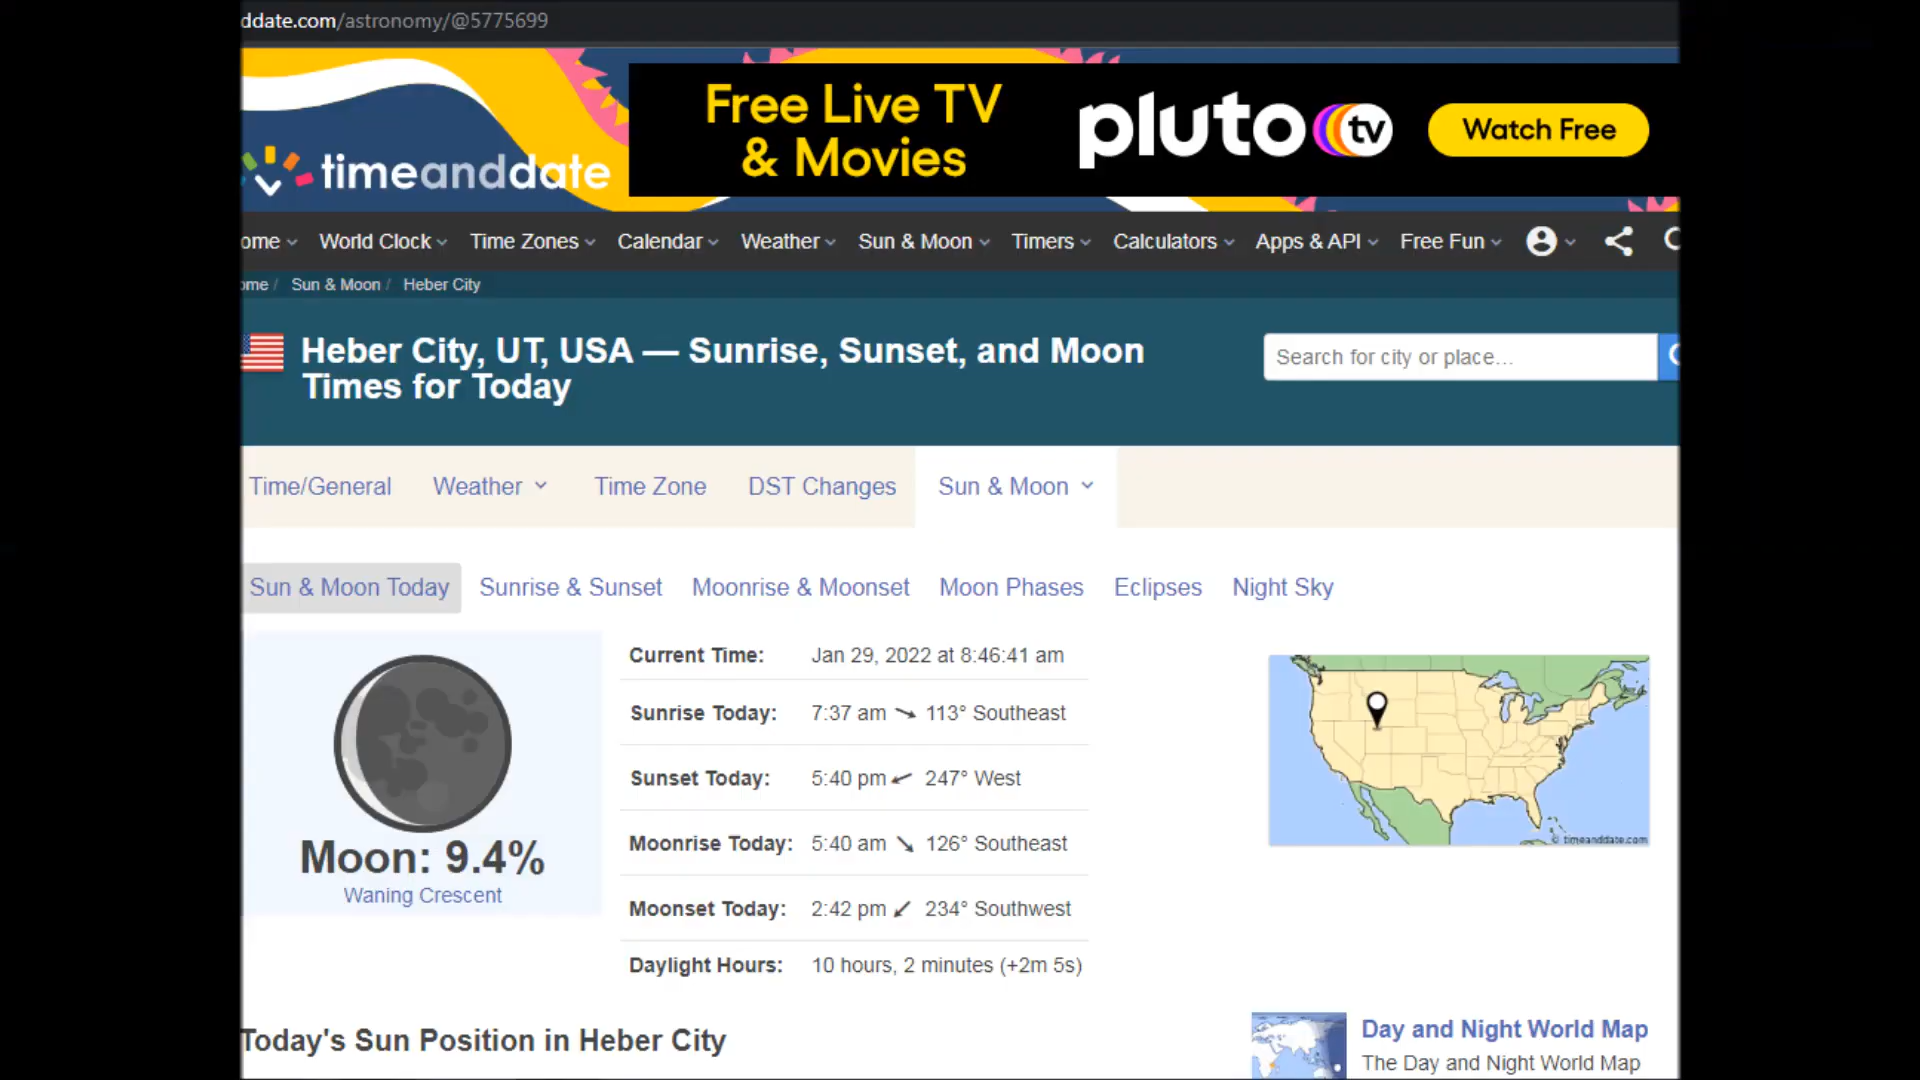 ddate.com/astronomy/@5775699
Free Live TV
& Movies
pluto tv
Watch Free
timeanddate
ome World Clock Time Zones Calendar Weather Sun & Moon Timers Calculators Apps & API Free Fun
ome / Sun & Moon / Heber City
Heber City, UT, USA — Sunrise, Sunset, and Moon
Times for Today
Search for city or place...
Time/General Weather Time Zone DST Changes Sun & Moon
Sun & Moon Today Sunrise & Sunset Moonrise & Moonset Moon Phases Eclipses Night Sky
Current Time: Jan 29, 2022 at 8:46:41 am
Sunrise Today: 7:37 am ↘ 113° Southeast
Sunset Today: 5:40 pm ↙ 247° West
Moonrise Today: 5:40 am ↘ 126° Southeast
Moonset Today: 2:42 pm ↙ 234° Southwest
Daylight Hours: 10 hours, 2 minutes (+2m 5s)
Moon: 9.4%
Waning Crescent
© timeanddate.com
Today's Sun Position in Heber City
Day and Night World Map
The Day and Night World Map